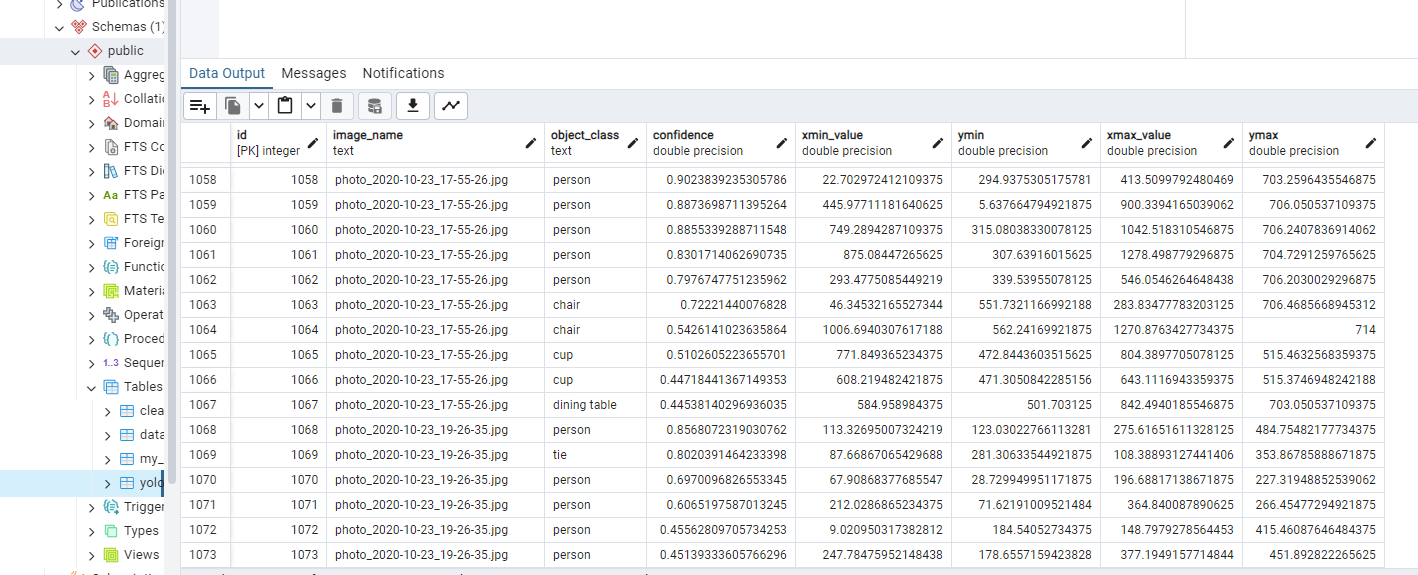 Publications
Schemas (1)
public
Aggreg
Collatic
Domair
FTS Co
FTS Dic
FTS Pa
FTS Te
Foreigr
Functic
Materia
Operat
Proced
1..3 Sequer
Tables
clea
data
my_
yolo
Trigger
Types
Views
Data Output Messages Notifications
id [PK] integer image_name text object_class text confidence double precision xmin_value double precision ymin double precision xmax_value double precision ymax double precision
1058 1058 photo_2020-10-23_17-55-26.jpg person 0.9023839235305786 22.702972412109375 294.9375305175781 413.5099792480469 703.2596435546875
1059 1059 photo_2020-10-23_17-55-26.jpg person 0.8873698711395264 445.97711181640625 5.637664794921875 900.3394165039062 706.050537109375
1060 1060 photo_2020-10-23_17-55-26.jpg person 0.8855339288711548 749.2894287109375 315.08038330078125 1042.518310546875 706.2407836914062
1061 1061 photo_2020-10-23_17-55-26.jpg person 0.8301714062690735 875.08447265625 307.63916015625 1278.498779296875 704.7291259765625
1062 1062 photo_2020-10-23_17-55-26.jpg person 0.7976747751235962 293.4775085449219 339.53955078125 546.0546264648438 706.2030029296875
1063 1063 photo_2020-10-23_17-55-26.jpg chair 0.72221440076828 46.34532165527344 551.7321166992188 283.83477783203125 706.4685668945312
1064 1064 photo_2020-10-23_17-55-26.jpg chair 0.5426141023635864 1006.6940307617188 562.24169921875 1270.8763427734375 714
1065 1065 photo_2020-10-23_17-55-26.jpg cup 0.5102605223655701 771.849365234375 472.8443603515625 804.3897705078125 515.4632568359375
1066 1066 photo_2020-10-23_17-55-26.jpg cup 0.44718441367149353 608.219482421875 471.3050842285156 643.1116943359375 515.3746948242188
1067 1067 photo_2020-10-23_17-55-26.jpg dining table 0.44538140296936035 584.958984375 501.703125 842.4940185546875 703.050537109375
1068 1068 photo_2020-10-23_19-26-35.jpg person 0.8568072319030762 113.32695007324219 123.03022766113281 275.61651611328125 484.75482177734375
1069 1069 photo_2020-10-23_19-26-35.jpg tie 0.8020391464233398 87.66867065429688 281.30633544921875 108.38893127441406 353.86785888671875
1070 1070 photo_2020-10-23_19-26-35.jpg person 0.6970096826553345 67.90868377685547 28.729949951171875 196.68817138671875 227.31948852539062
1071 1071 photo_2020-10-23_19-26-35.jpg person 0.6065197587013245 212.0286865234375 71.62191009521484 364.840087890625 266.45477294921875
1072 1072 photo_2020-10-23_19-26-35.jpg person 0.45562809705734253 9.020950317382812 184.54052734375 148.7979278564453 415.46087646484375
1073 1073 photo_2020-10-23_19-26-35.jpg person 0.45139333605766296 247.78475952148438 178.6557159423828 377.1949157714844 451.892822265625